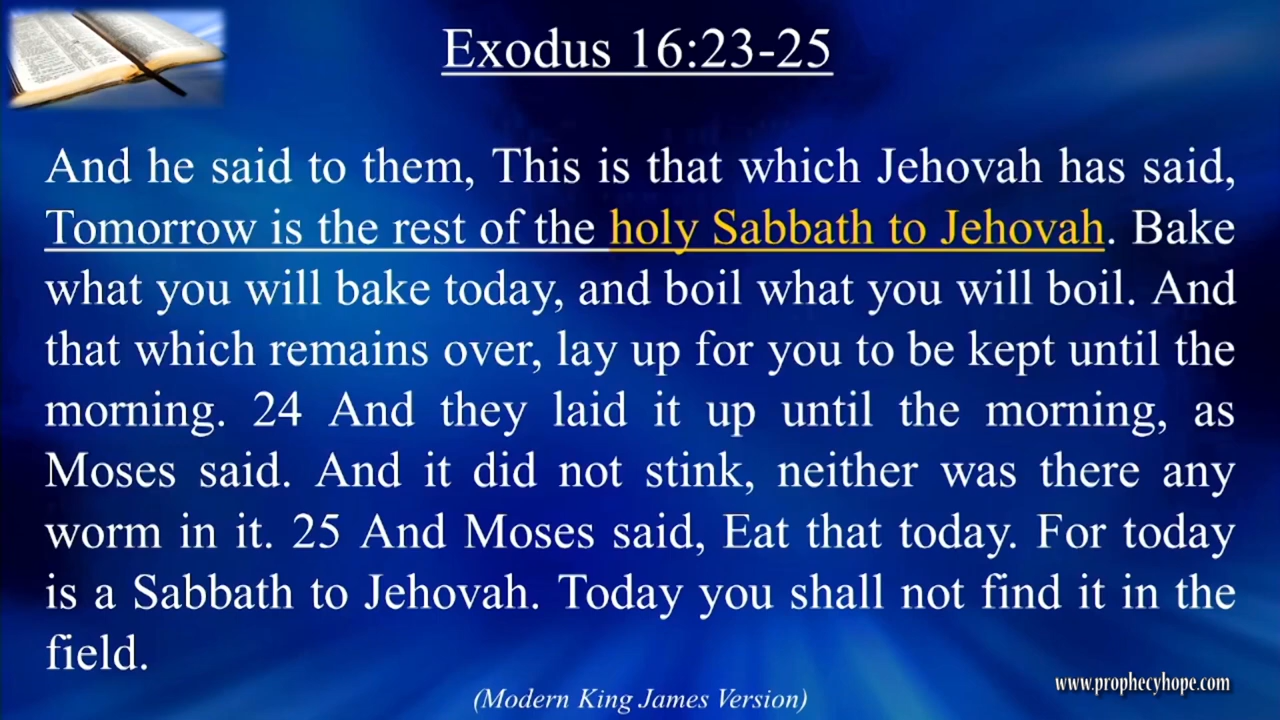 Exodus 16:23-25
And he said to them, This is that which Jehovah has said,
Tomorrow is the rest of the holy Sabbath to Jehovah. Bake
what you will bake today, and boil what you will boil. And
that which remains over, lay up for you to be kept until the
morning. 24 And they laid it up until the morning, as
Moses said. And it did not stink, neither was there any
worm in it. 25 And Moses said, Eat that today. For today
is a Sabbath to Jehovah. Today you shall not find it in the
field.
www.prophecyhope.com
(Modern King James Version)